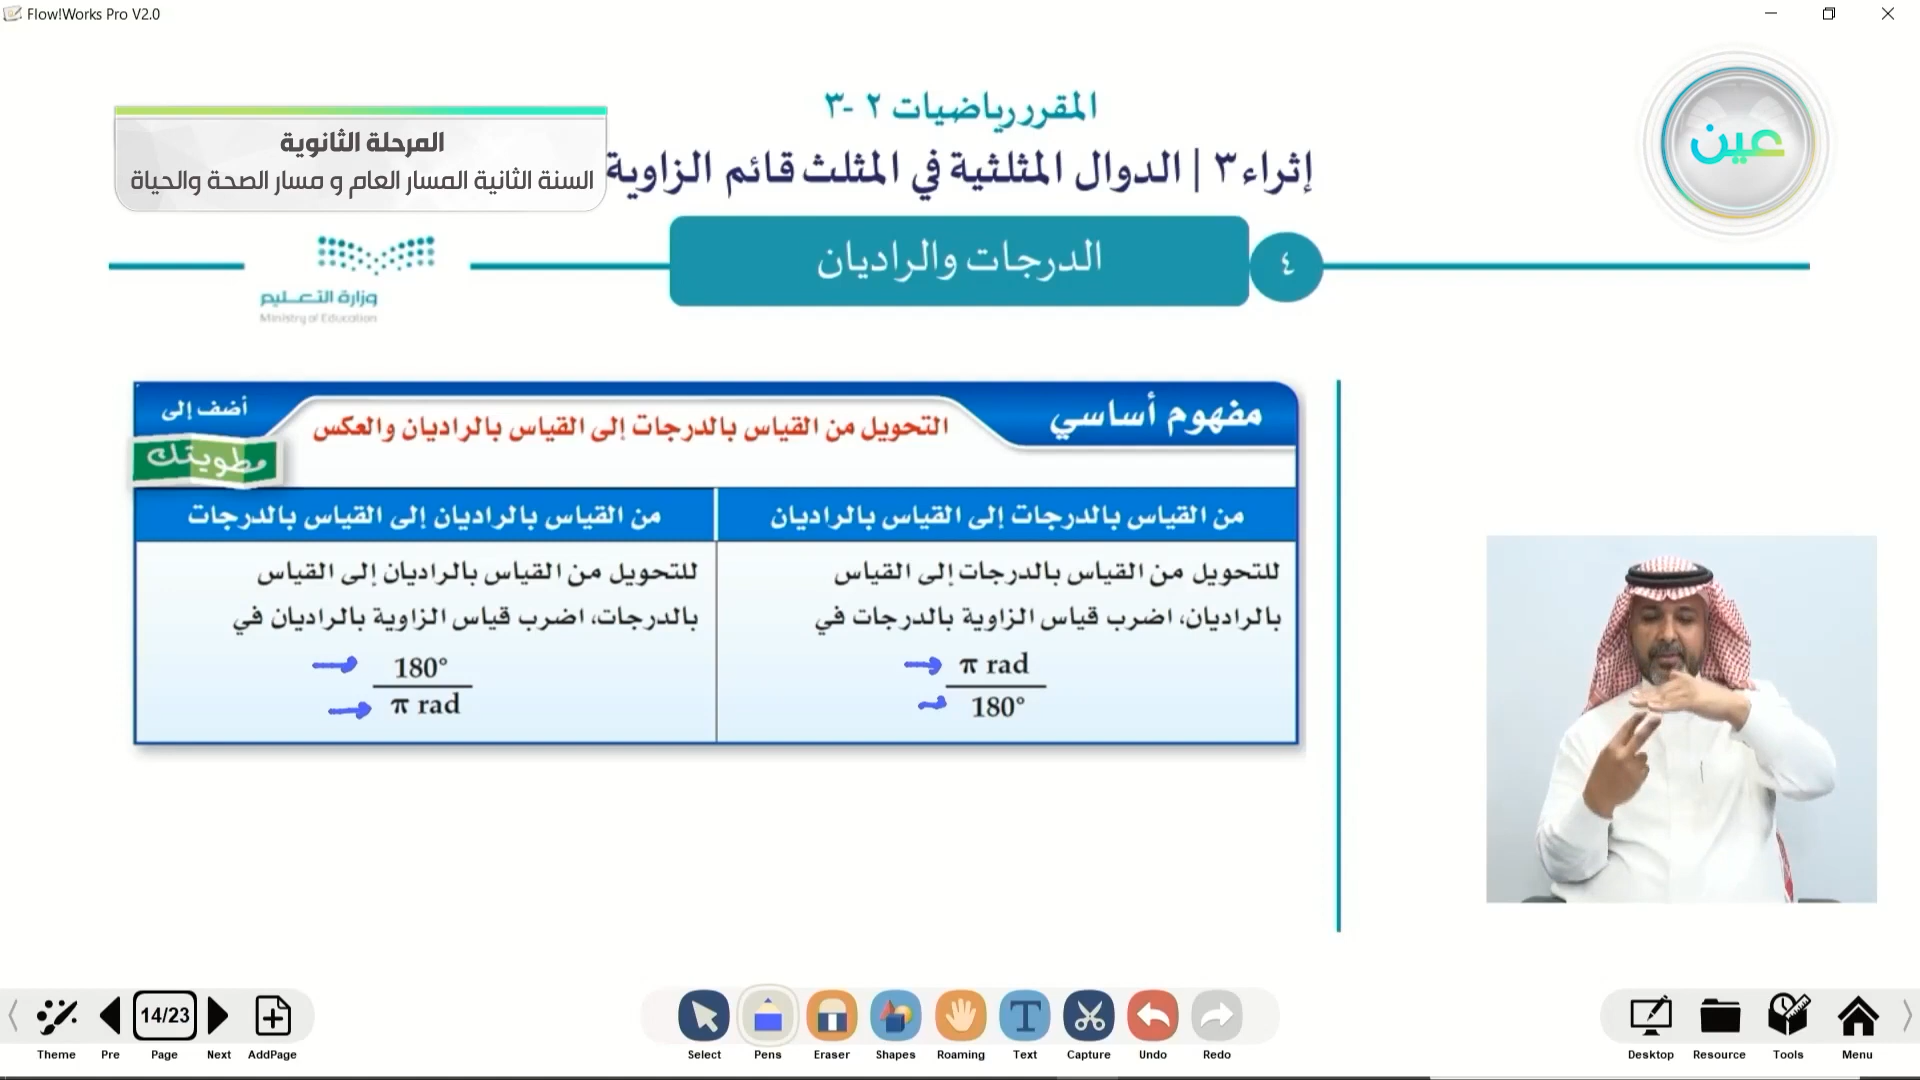 Flow!Works Pro V2.0
المقرر رياضيات ٢ -٣
إثراء ٣ | الدوال المثلثية في المثلث قائم الزاوية
المرحلة الثانوية
السنة الثانية المسار العام و مسار الصحة والحياة
عين
٤
الدرجات والراديان
وزارة التعليم
Ministry of Education
مفهوم أساسي
التحويل من القياس بالدرجات إلى القياس بالراديان والعكس
أضف إلى
مطويتك
من القياس بالدرجات إلى القياس بالراديان
من القياس بالراديان إلى القياس بالدرجات
للتحويل من القياس بالدرجات إلى القياس
بالراديان، اضرب قياس الزاوية بالدرجات في
π rad
180°
للتحويل من القياس بالراديان إلى القياس
بالدرجات، اضرب قياس الزاوية بالراديان في
180°
π rad
14/23
Theme
Pre
Page
Next
AddPage
Select
Pens
Eraser
Shapes
Roaming
Text
Capture
Undo
Redo
Desktop
Resource
Tools
Menu